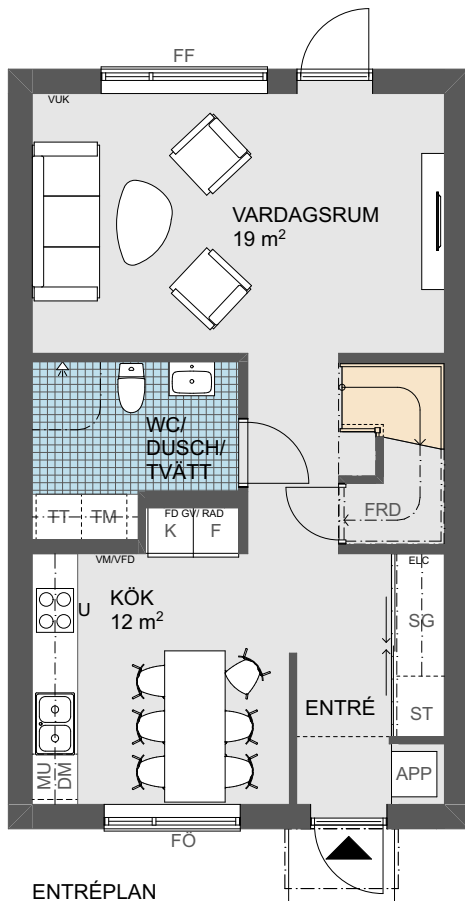 FF
VUK
VARDAGSRUM
19 m²
WC/
DUSCH/
TVÄTT
TT TM
FD GV/ RAD
K F
FRD
VM/VFD
ELC
U
KÖK
12 m²
SG
ENTRÉ
ST
MU
DM
APP
FÖ
ENTRÉPLAN